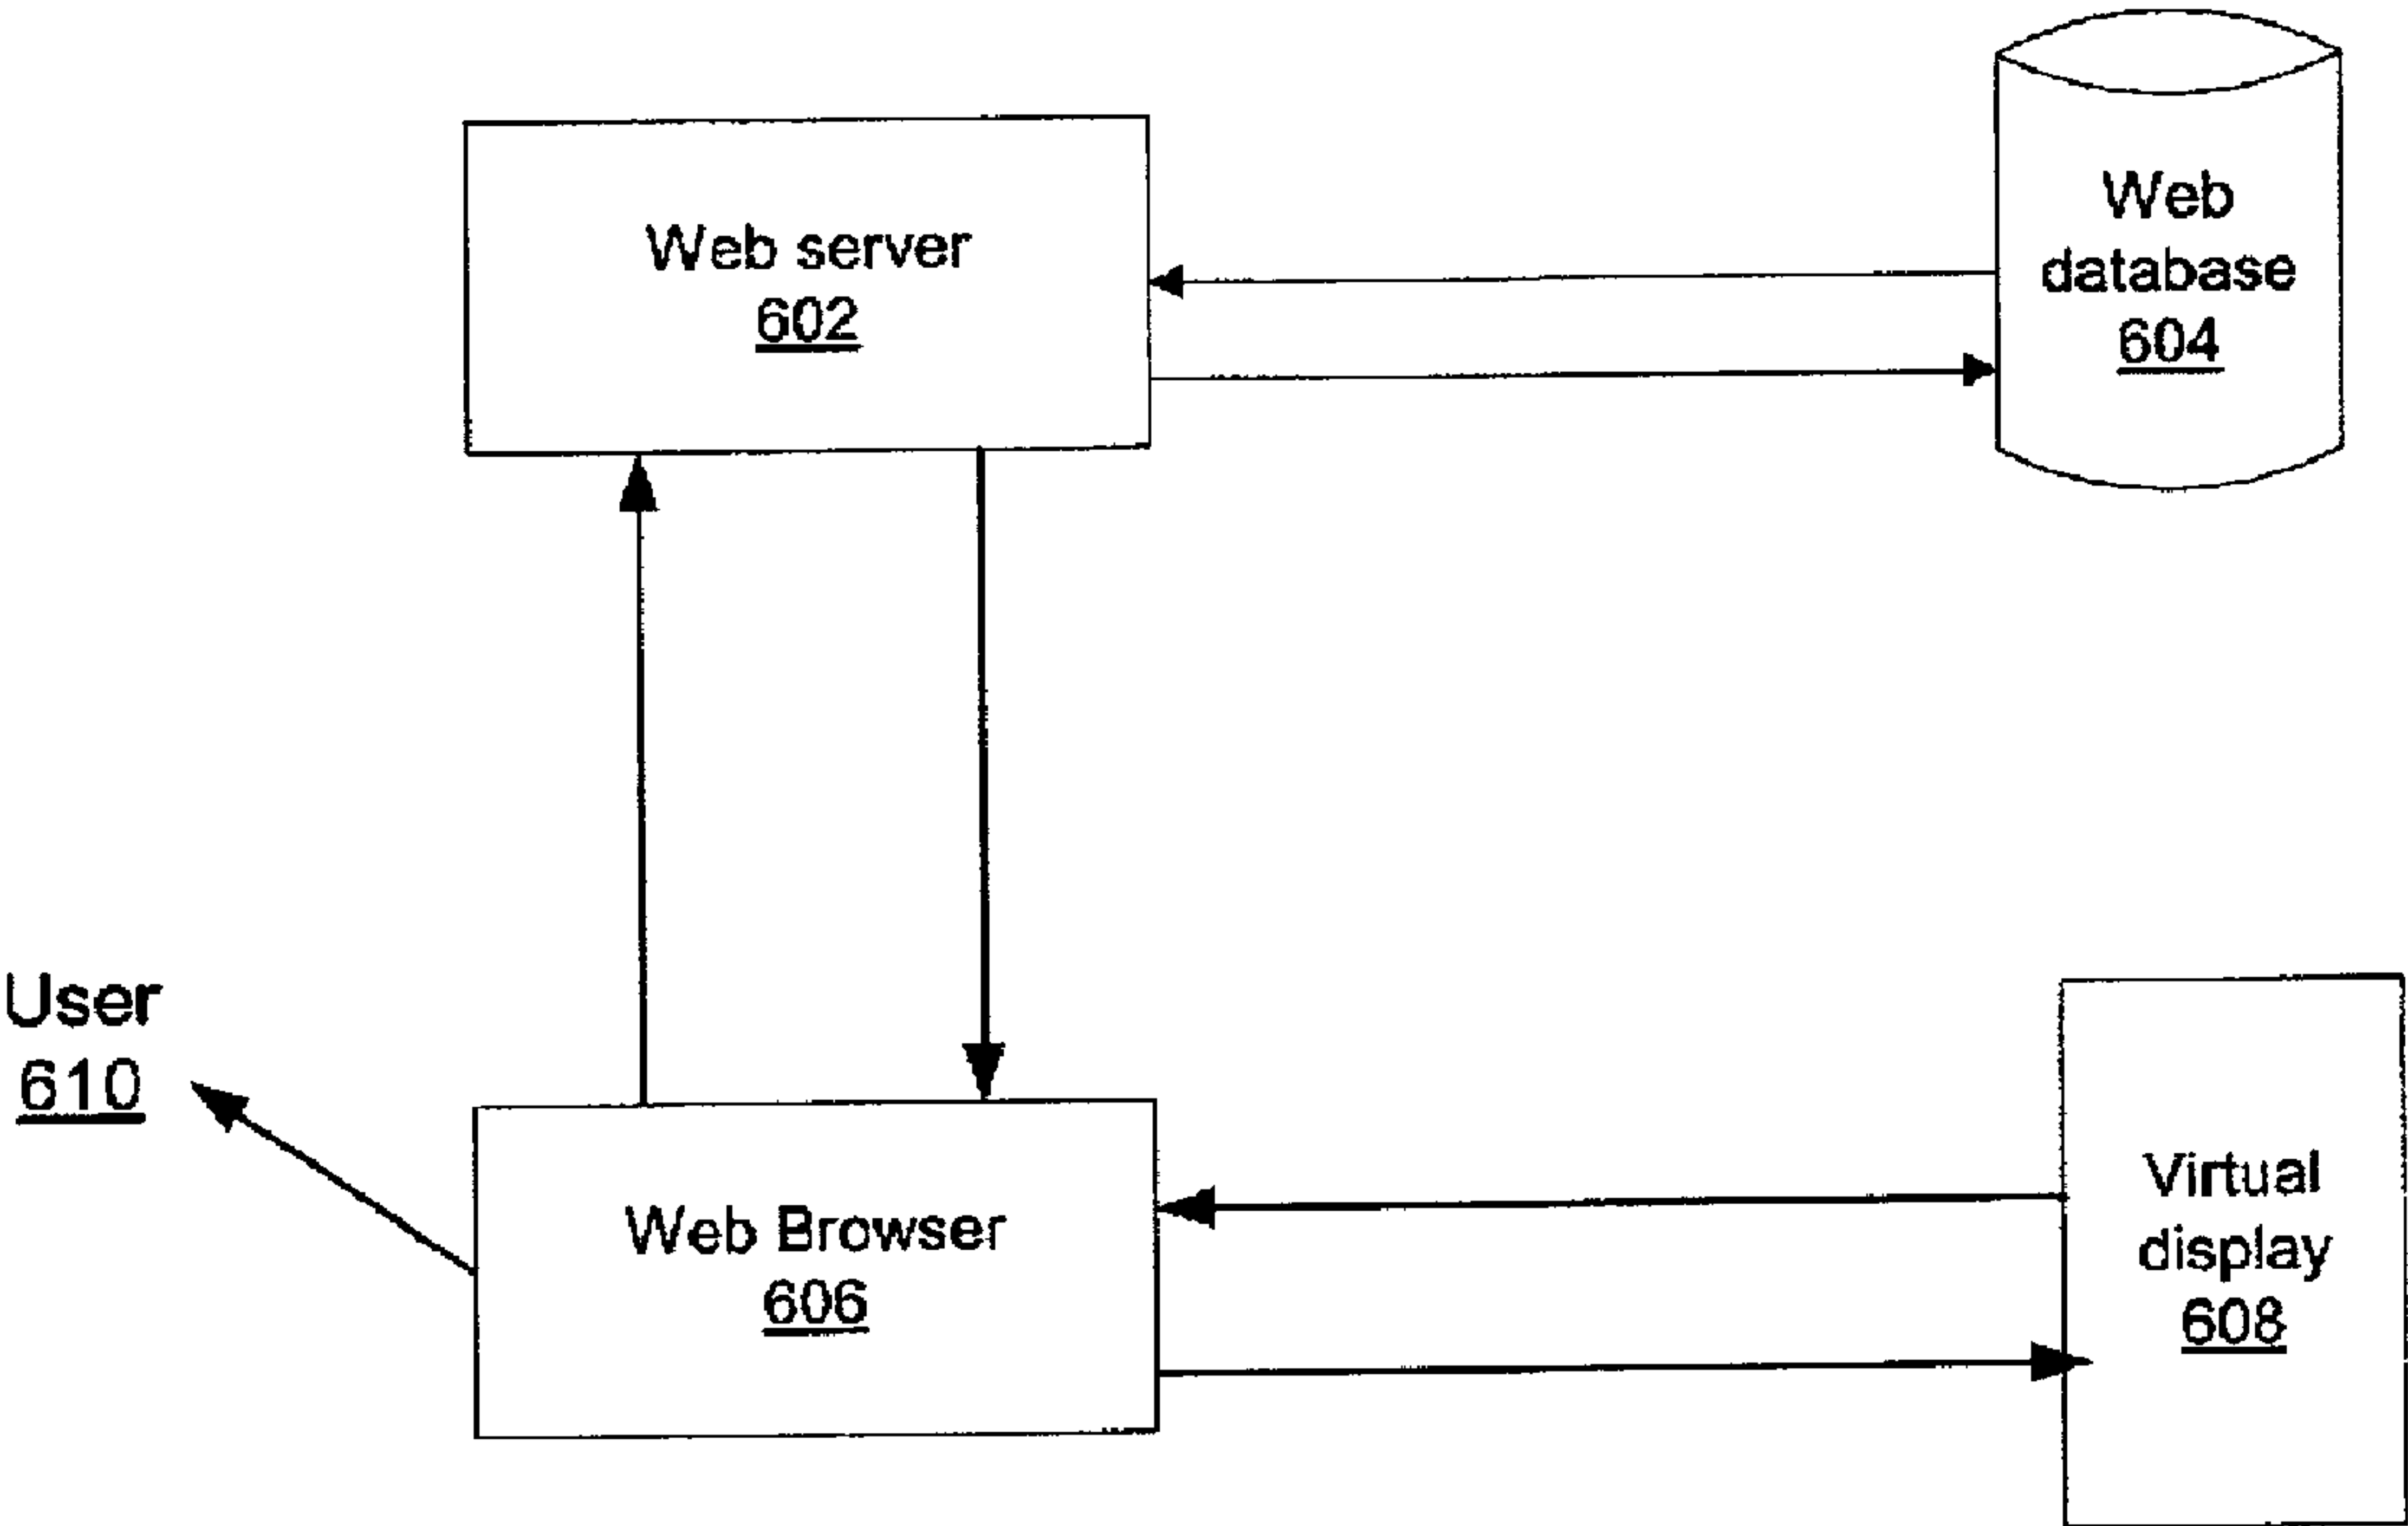 Web server
602
Web
database
604
User
610
Web Browser
606
Virtual
display
608